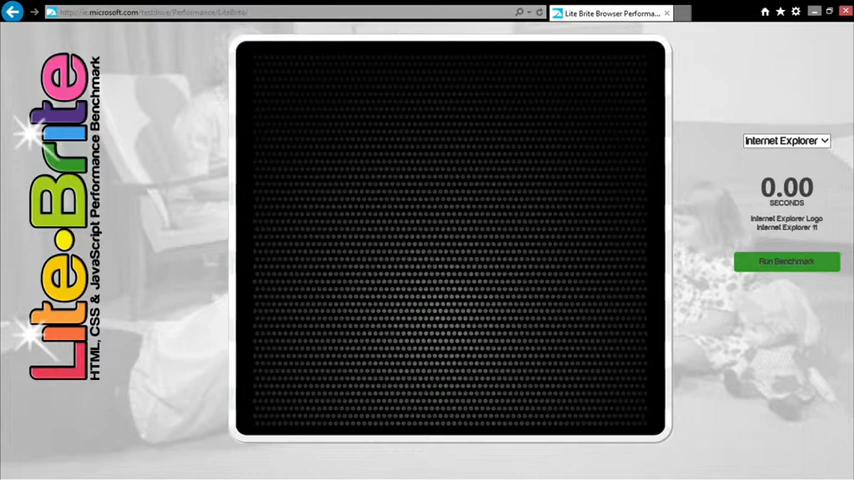 http://ie.microsoft.com/testdrive/Performance/LiteBrite/
Lite Brite Browser Performa...
Lite•Brite
HTML, CSS & JavaScript Performance Benchmark
Internet Explorer
0.00
SECONDS
Internet Explorer Logo
Internet Explorer 11
Run Benchmark